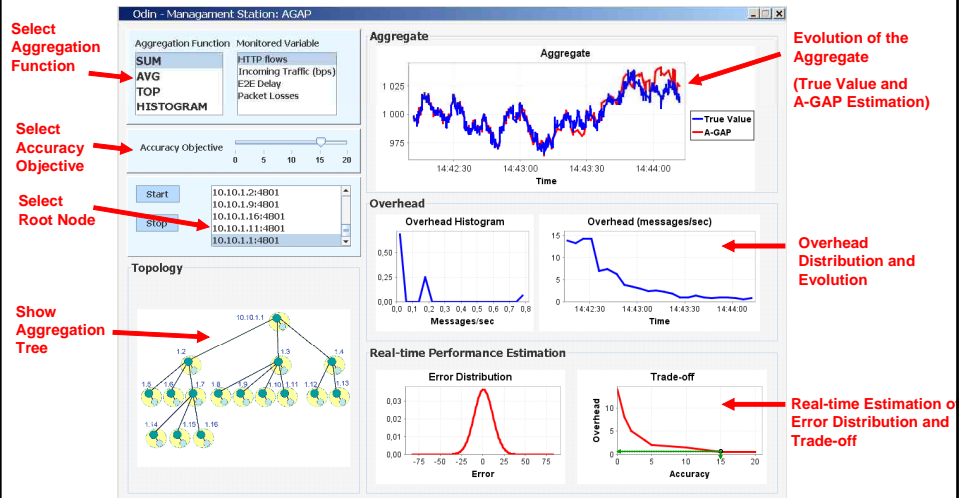 Odin - Managament Station: AGAP
Select
Aggregation
Function
Aggregation Function
Monitored Variable
SUM
AVG
TOP
HISTOGRAM
HTTP flows
Incoming Traffic (bps)
E2E Delay
Packet Losses
Select
Accuracy
Objective
Accuracy Objective
0 5 10 15 20
Select
Root Node
Start
Stop
10.10.1.2:4801
10.10.1.9:4801
10.10.1.16:4801
10.10.1.11:4801
10.10.1.1:4801
Topology
Show
Aggregation
Tree
10.10.1.1
1.2 1.3 1.4
1.5 1.6 1.7 1.8 1.9 1.10 1.11 1.12 1.13
1.14 1.15 1.16
Aggregate
Aggregate
1 025
1 000
975
14:42:30 14:43:00 14:43:30 14:44:00
Time
True Value
A-GAP
Evolution of the
Aggregate
(True Value and
A-GAP Estimation)
Overhead
Overhead Histogram
0,50
0,25
0,00
0,0 0,1 0,2 0,3 0,4 0,5 0,6 0,7 0,8
Messages/sec
Overhead (messages/sec)
15
10
5
0
14:42:30 14:43:00 14:43:30 14:44:00
Time
Overhead
Distribution and
Evolution
Real-time Performance Estimation
Error Distribution
0,03
0,02
0,01
0,00
-75 -50 -25 0 25 50 75
Error
Trade-off
Overhead
10
5
0
0 5 10 15 20
Accuracy
Real-time Estimation o
Error Distribution and
Trade-off